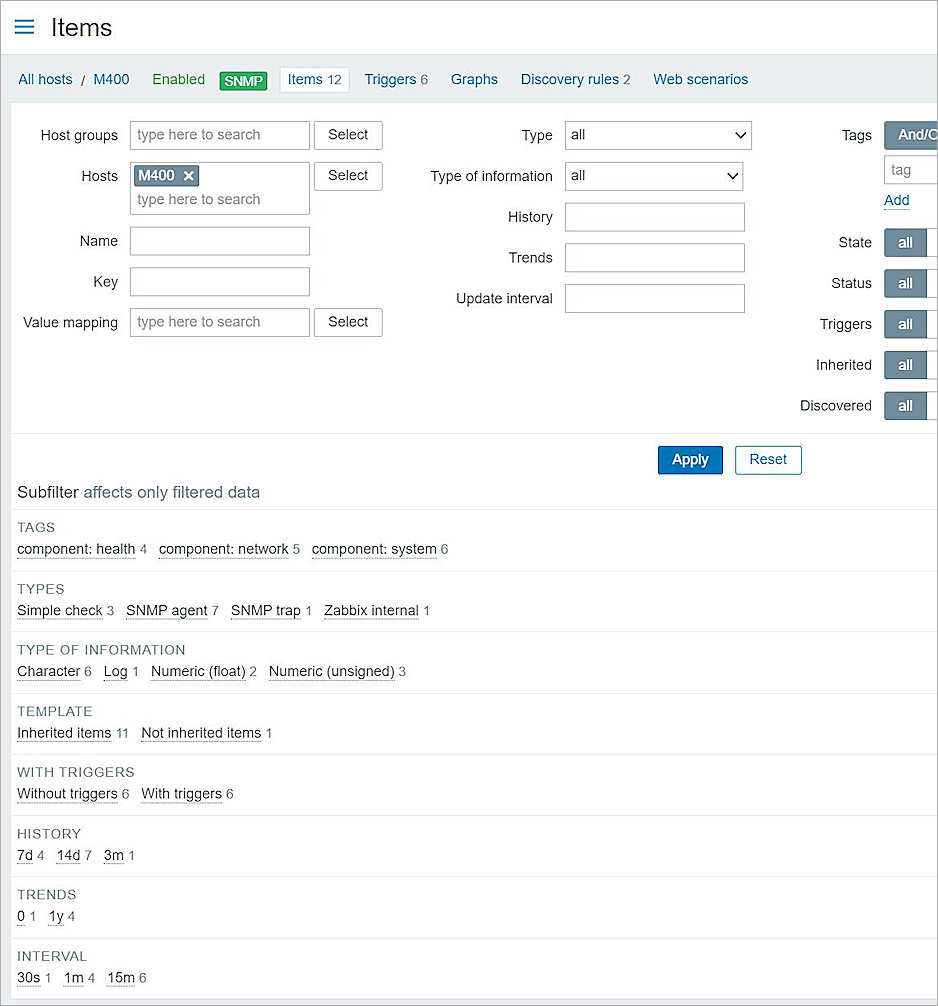 Items
All hosts / M400 Enabled SNMP Items 12 Triggers 6 Graphs Discovery rules 2 Web scenarios
Host groups type here to search Select Type all Tags And/O
Hosts M400 Select Type of information all tag
type here to search Add
History
Name Trends State all
Key Update interval Status all
Value mapping type here to search Select Triggers all
Inherited all
Discovered all
Apply Reset
Subfilter affects only filtered data
TAGS
component: health 4 component: network 5 component: system 6
TYPES
Simple check 3 SNMP agent 7 SNMP trap 1 Zabbix internal 1
TYPE OF INFORMATION
Character 6 Log 1 Numeric (float) 2 Numeric (unsigned) 3
TEMPLATE
Inherited items 11 Not inherited items 1
WITH TRIGGERS
Without triggers 6 With triggers 6
HISTORY
7d 4 14d 7 3m 1
TRENDS
0 1 1y 4
INTERVAL
30s 1 1m 4 15m 6